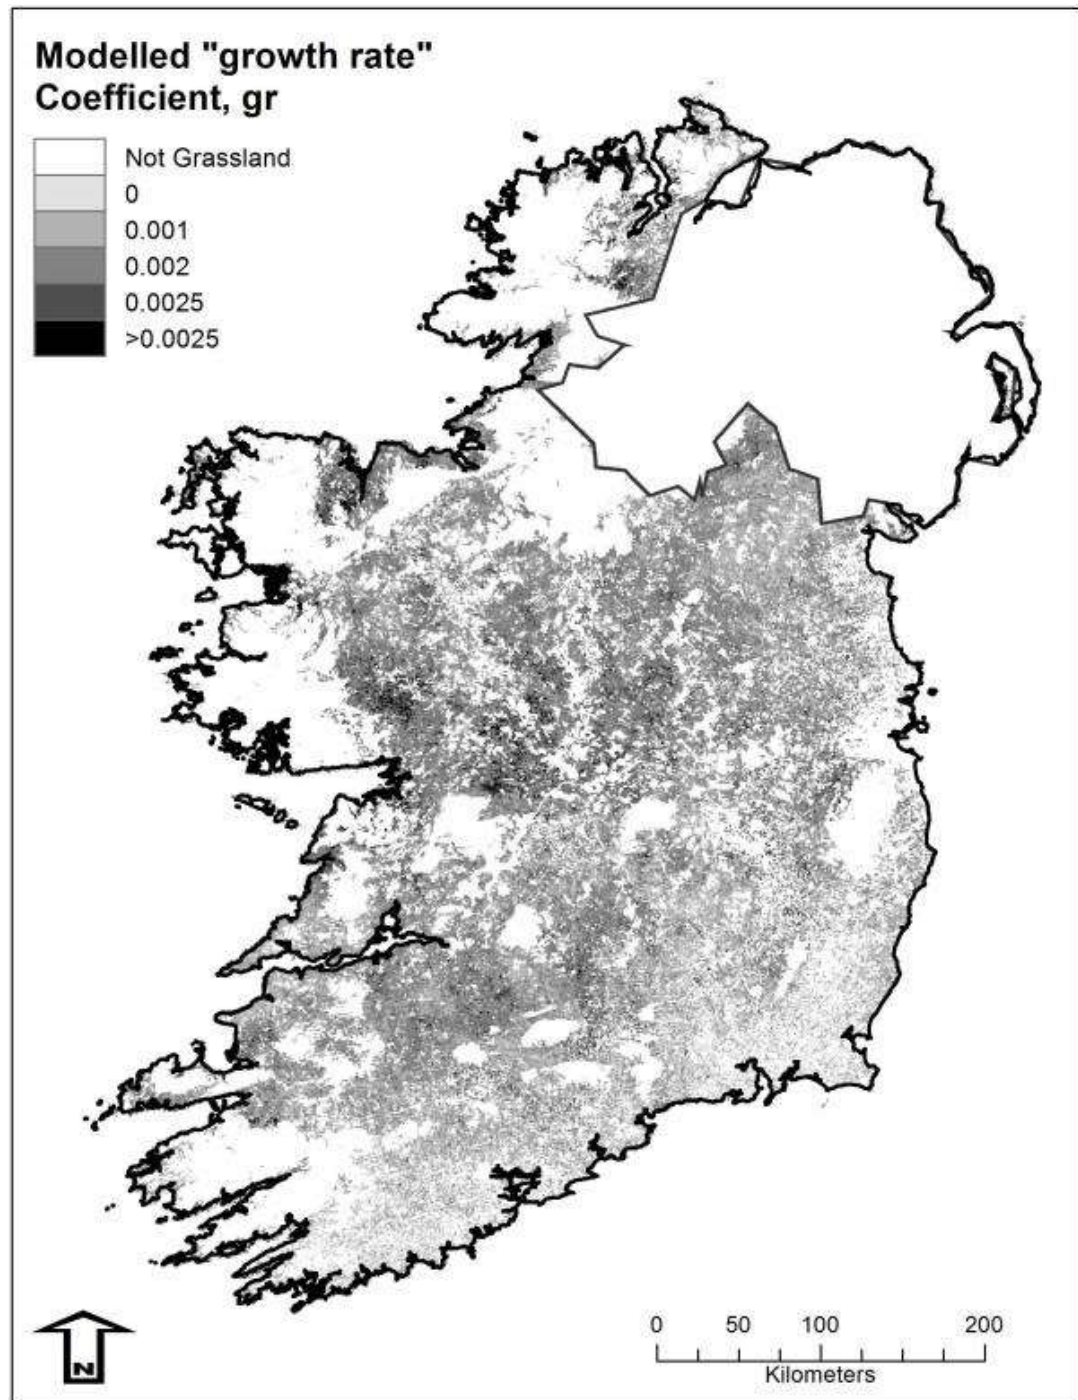 Modelled "growth rate"
Coefficient, gr
Not Grassland
0
0.001
0.002
0.0025
>0.0025
N
0 50 100 200
Kilometers